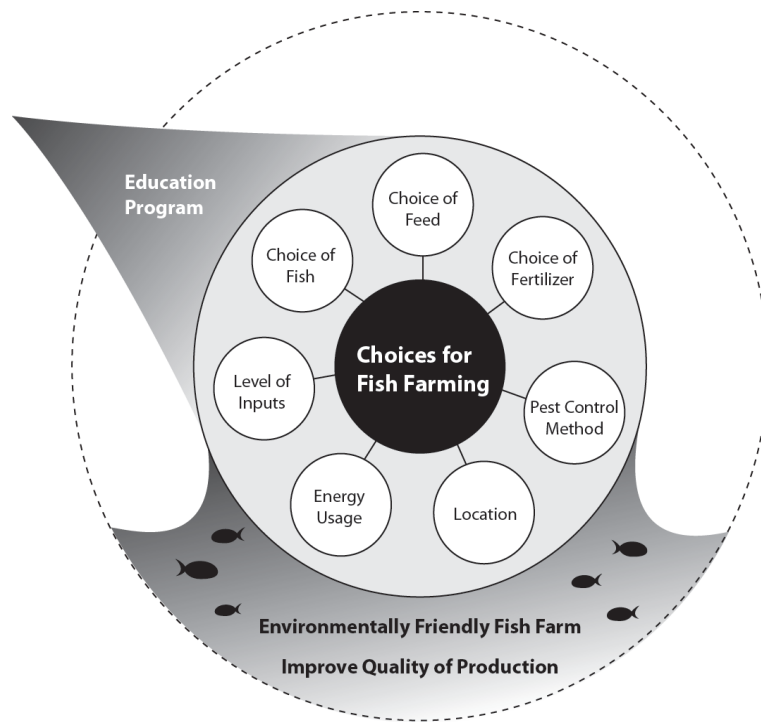 Education
Program
Choice of
Feed
Choice of
Fish
Choice of
Fertilizer
Choices for
Fish Farming
Level of
Inputs
Pest Control
Method
Energy
Usage
Location
Environmentally Friendly Fish Farm
Improve Quality of Production